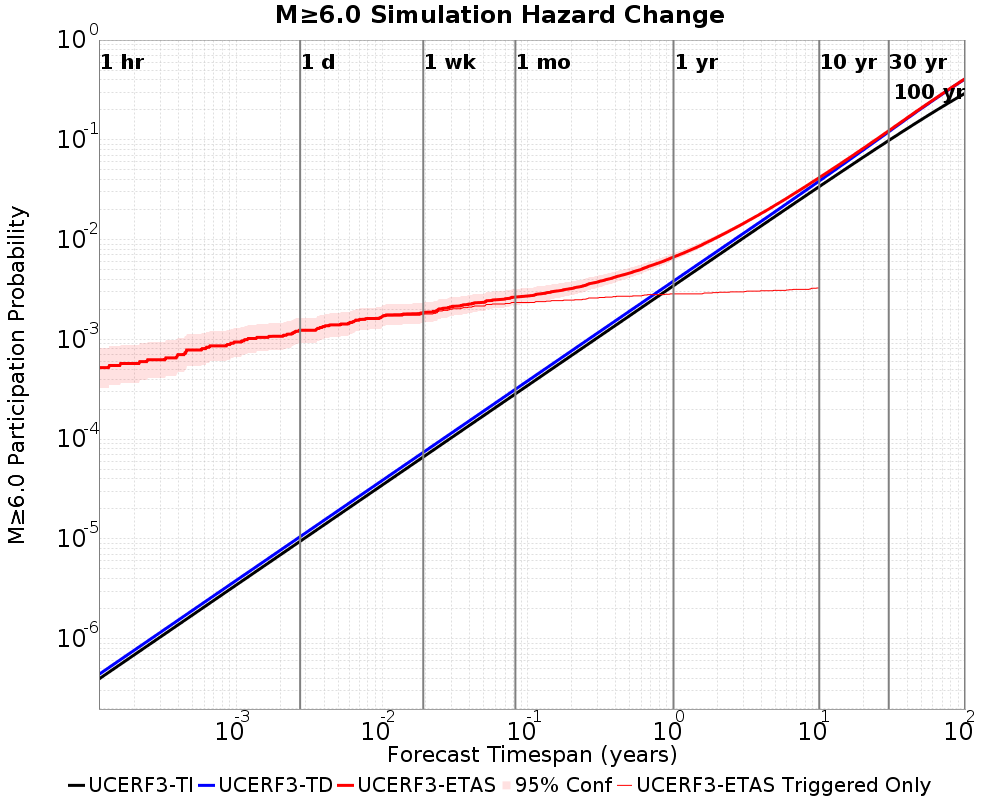 M≥6.0 Simulation Hazard Change
1 hr
1 d
1 wk
1 mo
1 yr
10 yr
30 yr
100 yr
M≥6.0 Participation Probability
10^0
10^-1
10^-2
10^-3
10^-4
10^-5
10^-6
10^-3
10^-2
10^-1
10^0
10^1
10^2
Forecast Timespan (years)
UCERF3-TI UCERF3-TD UCERF3-ETAS 95% Conf UCERF3-ETAS Triggered Only